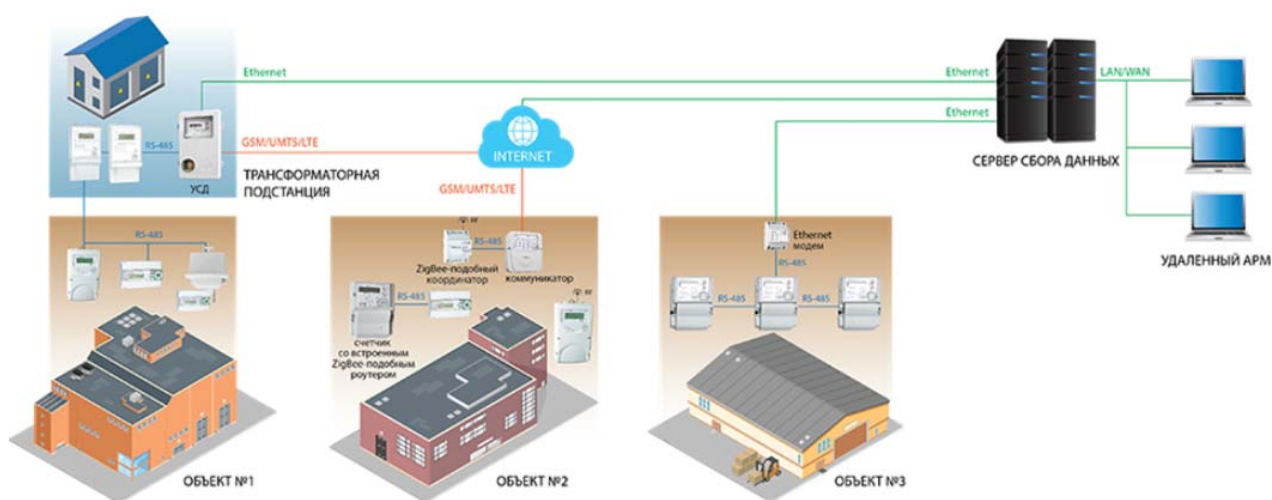 Ethernet
Ethernet
LAN/WAN
Ethernet
RS-485
GSM/UMTS/LTE
INTERNET
УСД
ТРАНСФОРМАТОРНАЯ
ПОДСТАНЦИЯ
СЕРВЕР СБОРА ДАННЫХ
GSM/UMTS/LTE
УДАЛЕННЫЙ АРМ
RS-485
RF
RS-485
ZigBee-подобный
координатор
коммуникатор
Ethernet
модем
RS-485
RS-485
RF
счетчик
со встроенным
ZigBee-подобным
роутером
RS-485
RS-485
ОБЪЕКТ №1
ОБЪЕКТ №2
ОБЪЕКТ №3